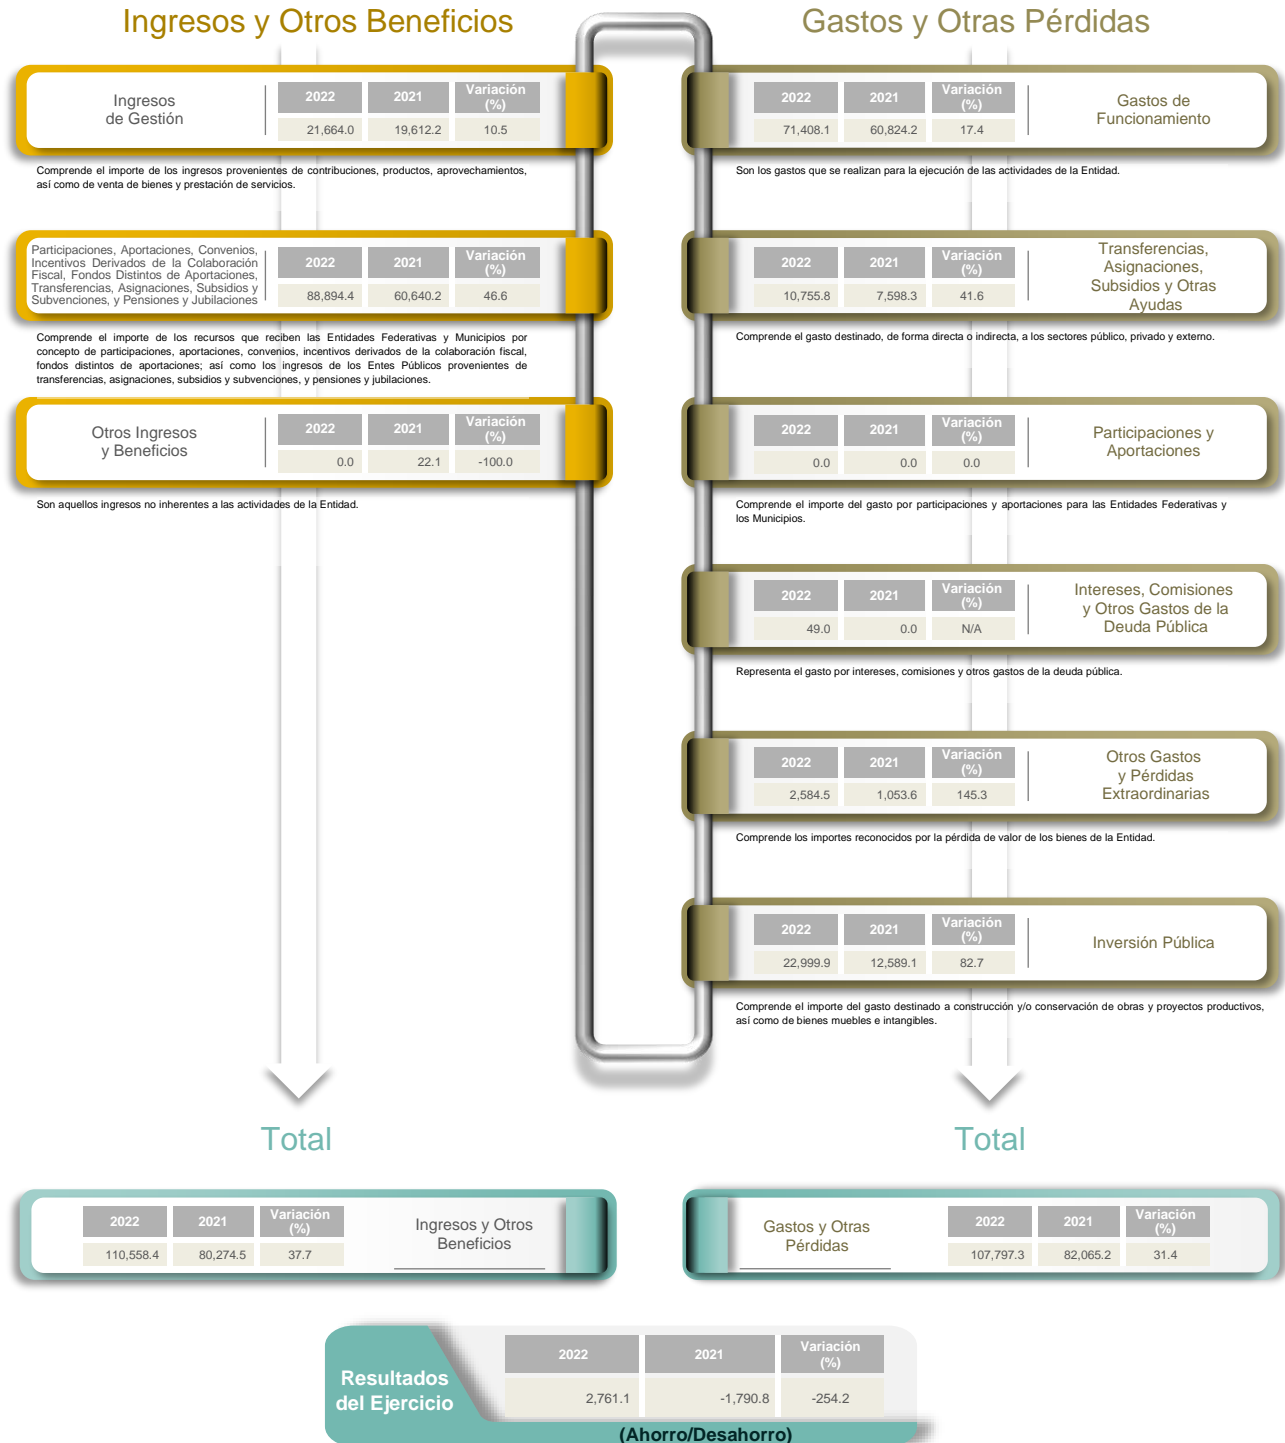 Ingresos y Otros Beneficios
Ingresos
de Gestión
2022 2021 Variación
(%)
21,664.0 19,612.2 10.5
Comprende el importe de los ingresos provenientes de contribuciones, productos, aprovechamientos,
así como de venta de bienes y prestación de servicios.
Participaciones, Aportaciones, Convenios,
Incentivos Derivados de la Colaboración
Fiscal, Fondos Distintos de Aportaciones,
Transferencias, Asignaciones, Subsidios y
Subvenciones, y Pensiones y Jubilaciones
2022 2021 Variación
(%)
88,894.4 60,640.2 46.6
Comprende el importe de los recursos que reciben las Entidades Federativas y Municipios por
concepto de participaciones, aportaciones, convenios, incentivos derivados de la colaboración fiscal,
fondos distintos de aportaciones; así como los ingresos de los Entes Públicos provenientes de
transferencias, asignaciones, subsidios y subvenciones, y pensiones y jubilaciones.
Otros Ingresos
y Beneficios
2022 2021 Variación
(%)
0.0 22.1 -100.0
Son aquellos ingresos no inherentes a las actividades de la Entidad.
Gastos y Otras Pérdidas
2022 2021 Variación
(%)
71,408.1 60,824.2 17.4
Gastos de
Funcionamiento
Son los gastos que se realizan para la ejecución de las actividades de la Entidad.
2022 2021 Variación
(%)
10,755.8 7,598.3 41.6
Transferencias,
Asignaciones,
Subsidios y Otras
Ayudas
Comprende el gasto destinado, de forma directa o indirecta, a los sectores público, privado y externo.
2022 2021 Variación
(%)
0.0 0.0 0.0
Participaciones y
Aportaciones
Comprende el importe del gasto por participaciones y aportaciones para las Entidades Federativas y
los Municipios.
2022 2021 Variación
(%)
49.0 0.0 N/A
Intereses, Comisiones
y Otros Gastos de la
Deuda Pública
Representa el gasto por intereses, comisiones y otros gastos de la deuda pública.
2022 2021 Variación
(%)
2,584.5 1,053.6 145.3
Otros Gastos
y Pérdidas
Extraordinarias
Comprende los importes reconocidos por la pérdida de valor de los bienes de la Entidad.
2022 2021 Variación
(%)
22,999.9 12,589.1 82.7
Inversión Pública
Comprende el importe del gasto destinado a construcción y/o conservación de obras y proyectos productivos,
así como de bienes muebles e intangibles.
Total
2022 2021 Variación
(%)
110,558.4 80,274.5 37.7
Ingresos y Otros
Beneficios
Total
Gastos y Otras
Pérdidas
2022 2021 Variación
(%)
107,797.3 82,065.2 31.4
Resultados
del Ejercicio
2022 2021 Variación
(%)
2,761.1 -1,790.8 -254.2
(Ahorro/Desahorro)